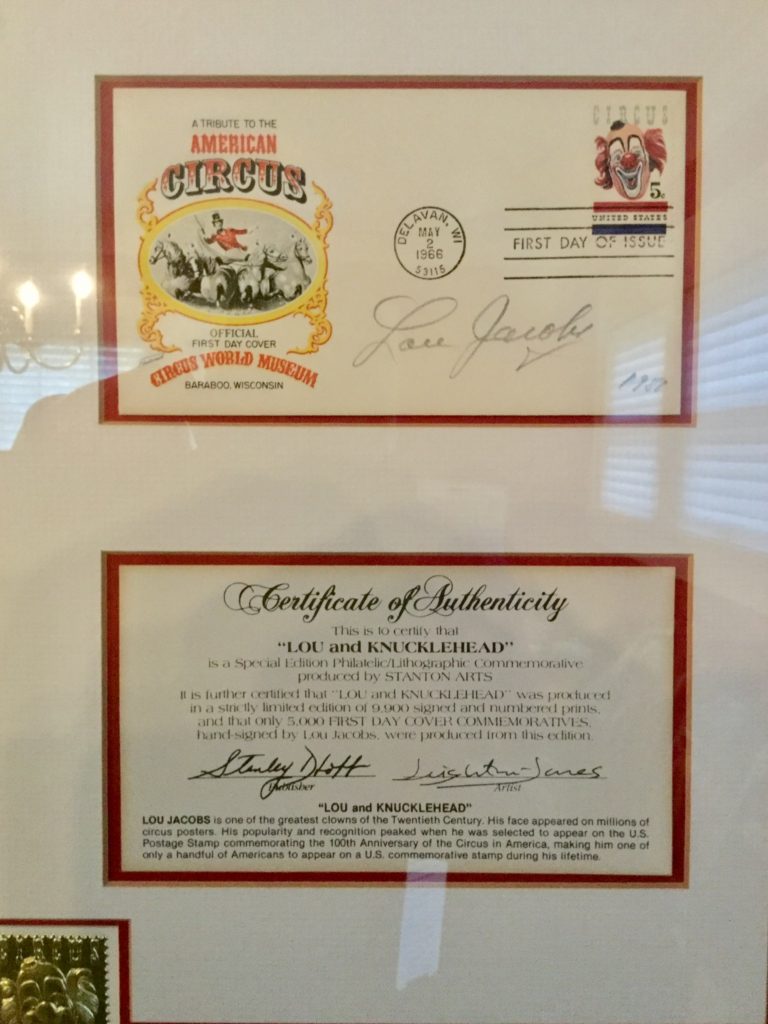 A TRIBUTE TO THE
AMERICAN
CIRCUS
OFFICIAL
FIRST DAY COVER
CIRCUS WORLD MUSEUM
BARABOO, WISCONSIN
DELAVAN, WI
MAY
2
1966
53115
CIRCUS
5c
UNITED STATES
FIRST DAY OF ISSUE
Lou Jacobs
Certificate of Authenticity
This is to certify that
"LOU and KNUCKLEHEAD"
is a Special Edition Philatelic/Lithographic Commemorative
produced by STANTON ARTS
It is further certified that "LOU and KNUCKLEHEAD" was produced
in a strictly limited edition of 9,900 signed and numbered prints,
and that only 5,000 FIRST DAY COVER COMMEMORATIVES,
hand-signed by Lou Jacobs, were produced from this edition.
Stanley
Jones
Publisher
Artist
"LOU and KNUCKLEHEAD"
LOU JACOBS is one of the greatest clowns of the Twentieth Century. His face appeared on millions of
circus posters. His popularity and recognition peaked when he was selected to appear on the U.S.
Postage Stamp commemorating the 100th Anniversary of the Circus in America, making him one of
only a handful of Americans to appear on a U.S. commemorative stamp during his lifetime.
CIRCUS